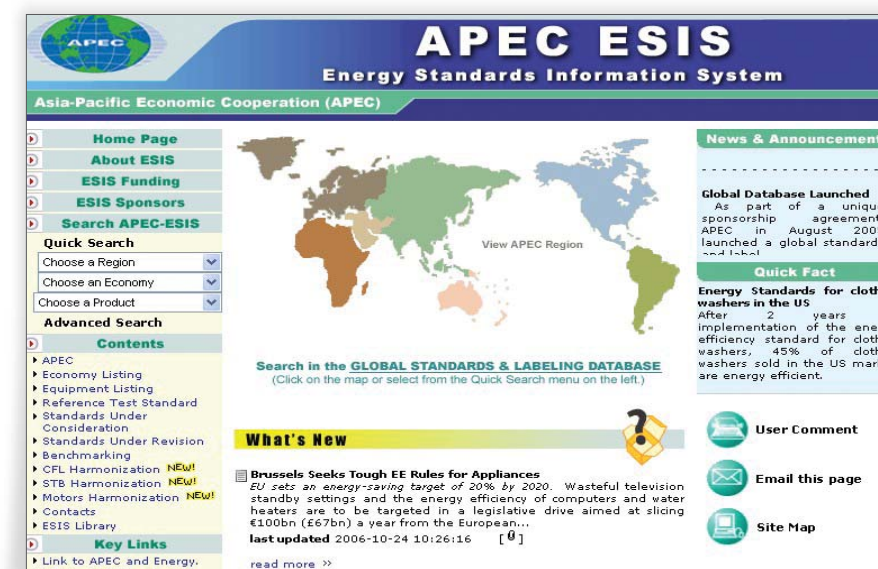 APEC
APEC ESIS
Energy Standards Information System
Asia-Pacific Economic Cooperation (APEC)
Home Page
About ESIS
ESIS Funding
ESIS Sponsors
Search APEC-ESIS
Quick Search
Choose a Region
Choose an Economy
Choose a Product
Advanced Search
Contents
APEC
Economy Listing
Equipment Listing
Reference Test Standard
Standards Under
Consideration
Standards Under Revision
Benchmarking
CFL Harmonization NEW!
STB Harmonization NEW!
Motors Harmonization NEW!
Contacts
ESIS Library
Key Links
Link to APEC and Energy.
View APEC Region
Search in the GLOBAL STANDARDS & LABELING DATABASE
(Click on the map or select from the Quick Search menu on the left.)
What's New
Brussels Seeks Tough EE Rules for Appliances
EU sets an energy-saving target of 20% by 2020. Wasteful television
standby settings and the energy efficiency of computers and water
heaters are to be targeted in a legislative drive aimed at slicing
€100bn (£67bn) a year from the European...
last updated 2006-10-24 10:26:16 [ ]
read more »
News & Announcement
Global Database Launched
As part of a uniqu
sponsorship agreement
APEC in August 200
launched a global standard
and label
Quick Fact
Energy Standards for cloth
washers in the US
After 2 years
implementation of the ene
efficiency standard for cloth
washers, 45% of cloth
washers sold in the US mark
are energy efficient.
User Comment
Email this page
Site Map